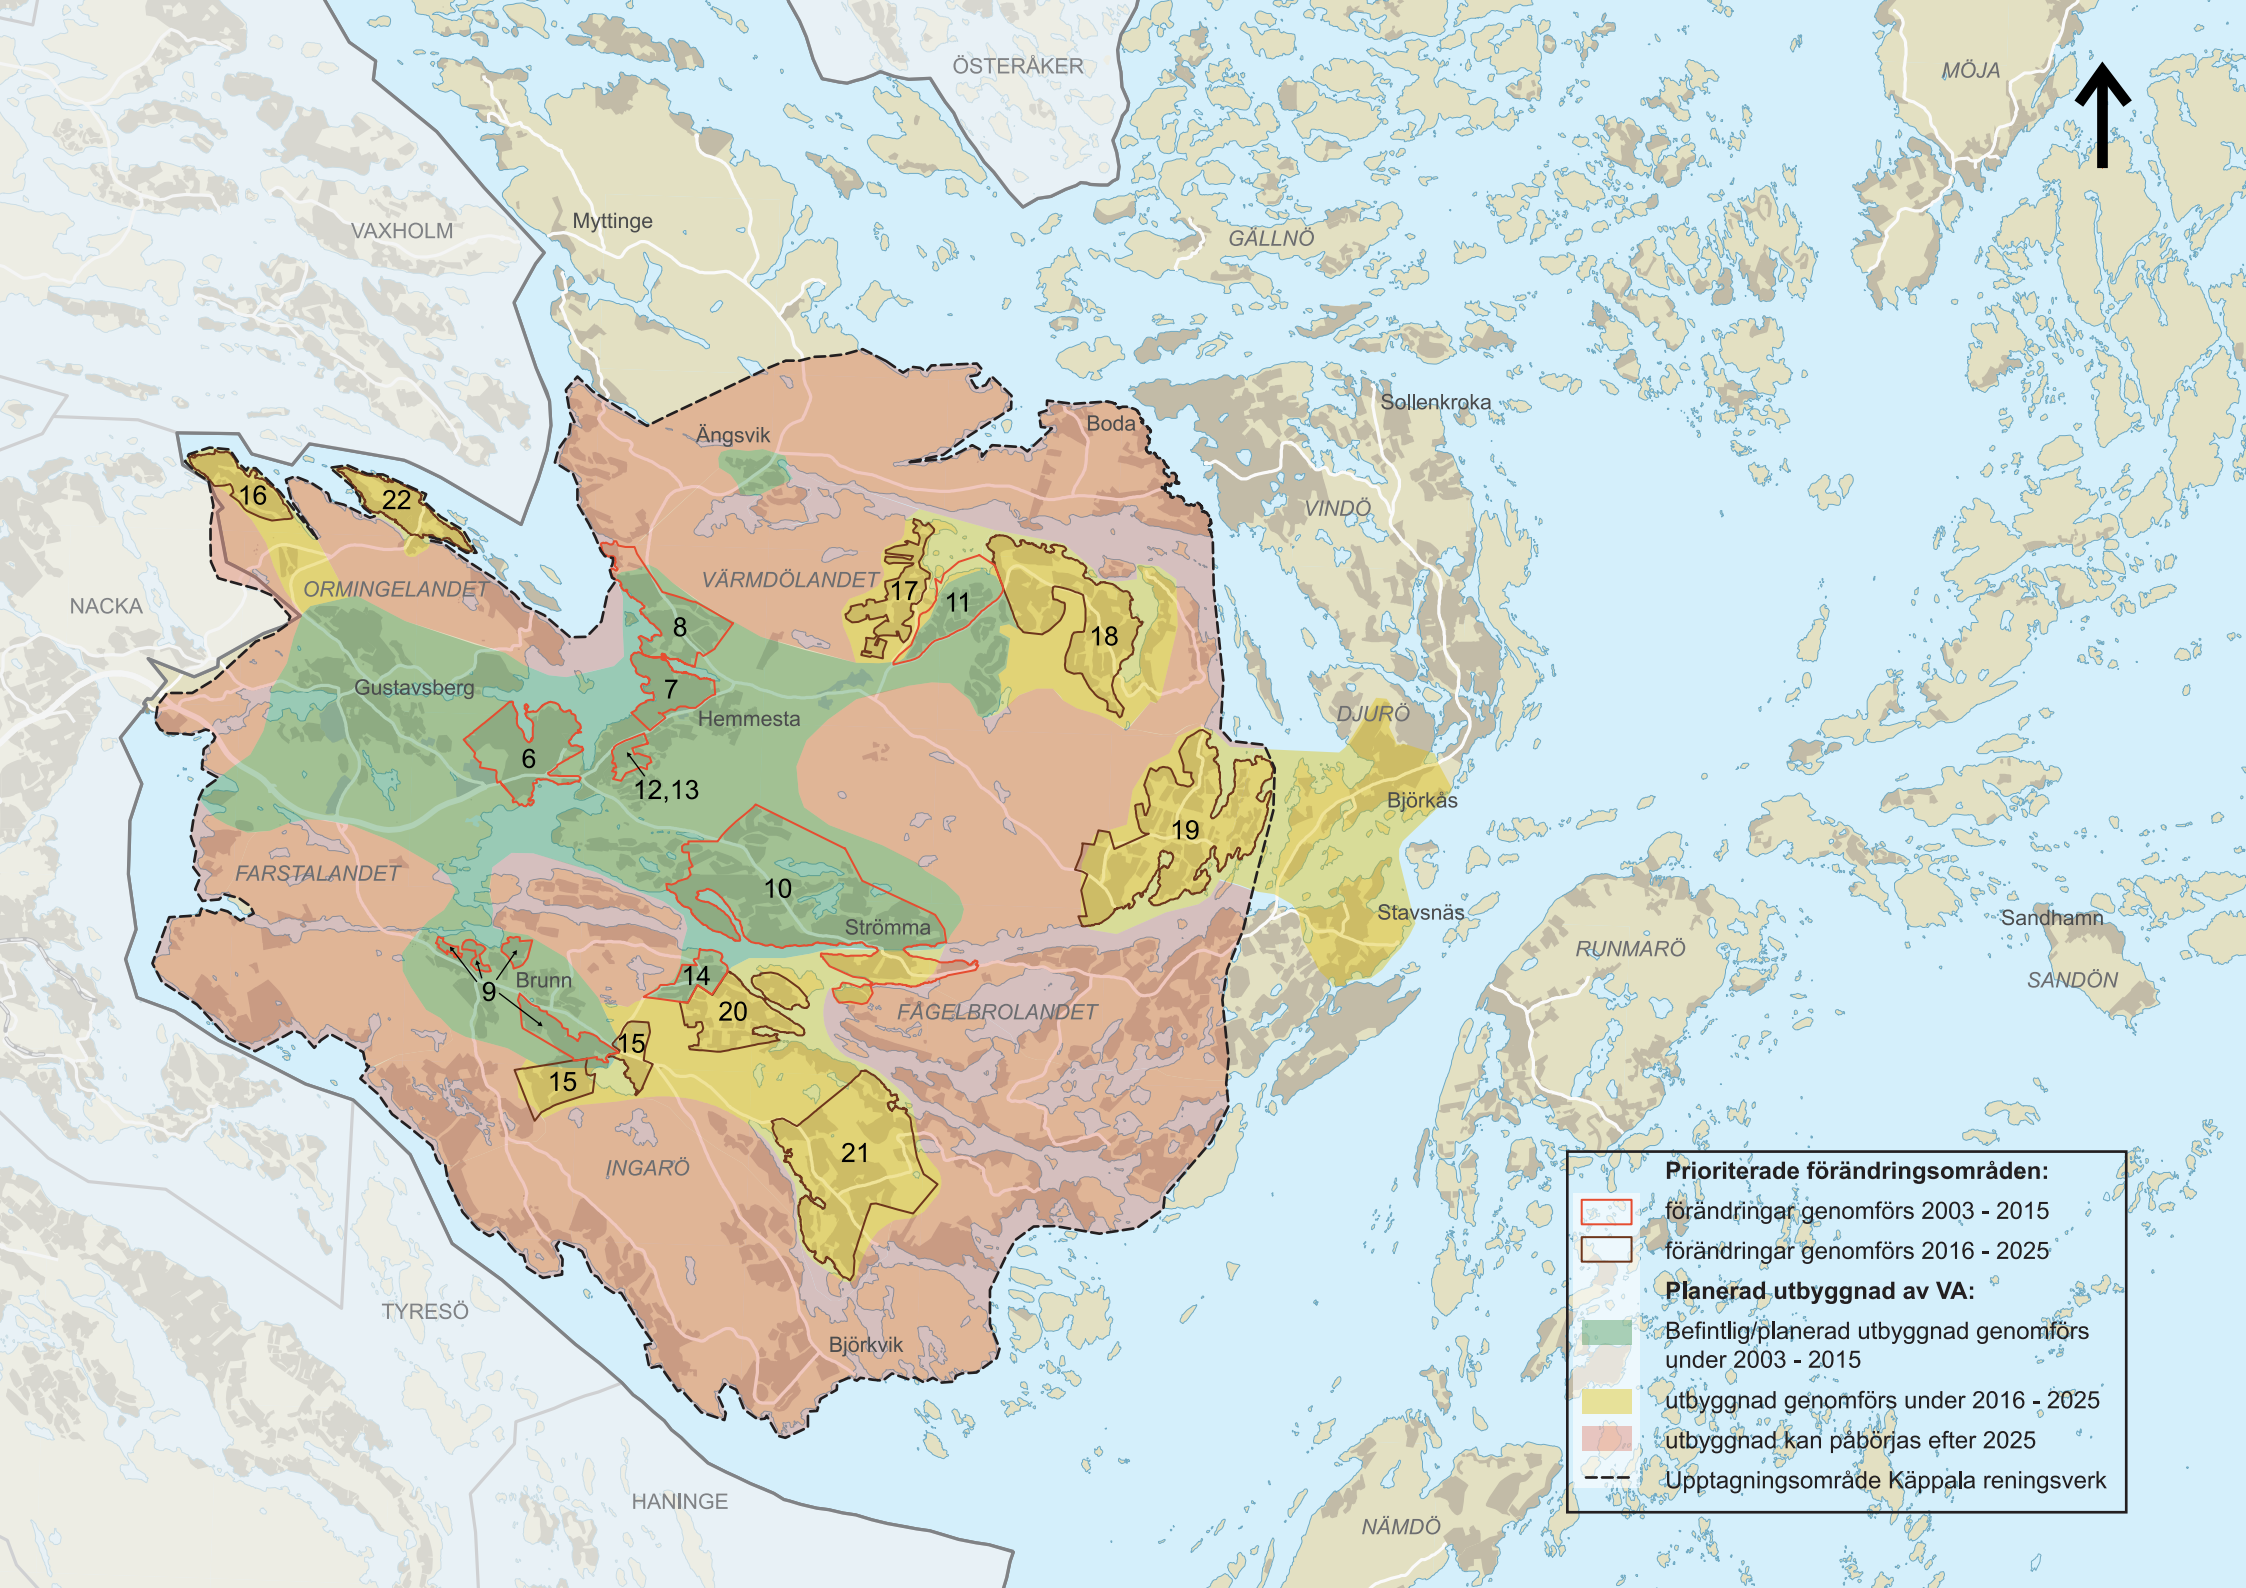 ÖSTERÅKER
MÖJA
Myttinge
VAXHOLM
GÄLLNÖ
Sollenkroka
Boda
Ängsvik
16
22
VINDÖ
VÄRMDÖLANDET
ORMINGELANDET
17
11
NACKA
8
18
Gustavsberg
7
Hemmesta
DJURÖ
6
12,13
Björkås
19
FARSTALANDET
10
Stavsnäs
Sandhamn
Strömma
RUNMARÖ
14
Brunn
SANDÖN
9
20
FÅGELBROLANDET
15
15
21
INGARÖ
Prioriterade förändringsområden:
förändringar genomförs 2003 - 2015
förändringar genomförs 2016 - 2025
Planerad utbyggnad av VA:
Befintlig/planerad utbyggnad genomförs
under 2003 - 2015
utbyggnad genomförs under 2016 - 2025
utbyggnad kan påbörjas efter 2025
Upptagningsområde Käppala reningsverk
TYRESÖ
Björkvik
HANINGE
NÄMDÖ